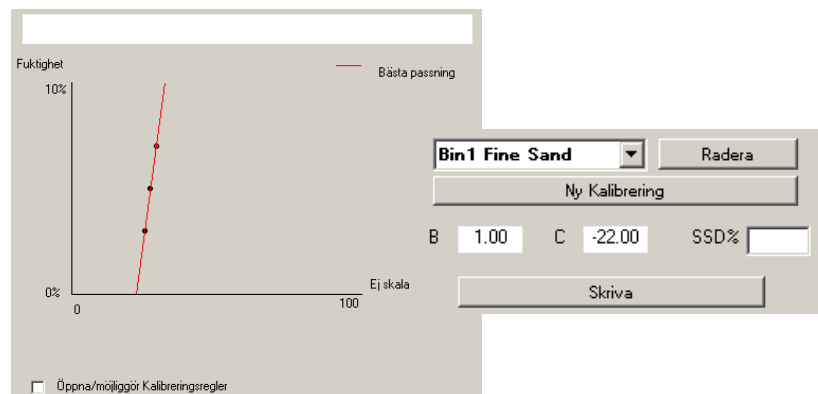 Fuktighet
Bästa passning
10%
0%
0
100
Ej skala
Öppna/möjliggör Kalibreringsregler
Bin1 Fine Sand
Radera
Ny Kalibrering
B 1.00 C -22.00 SSD%
Skriva